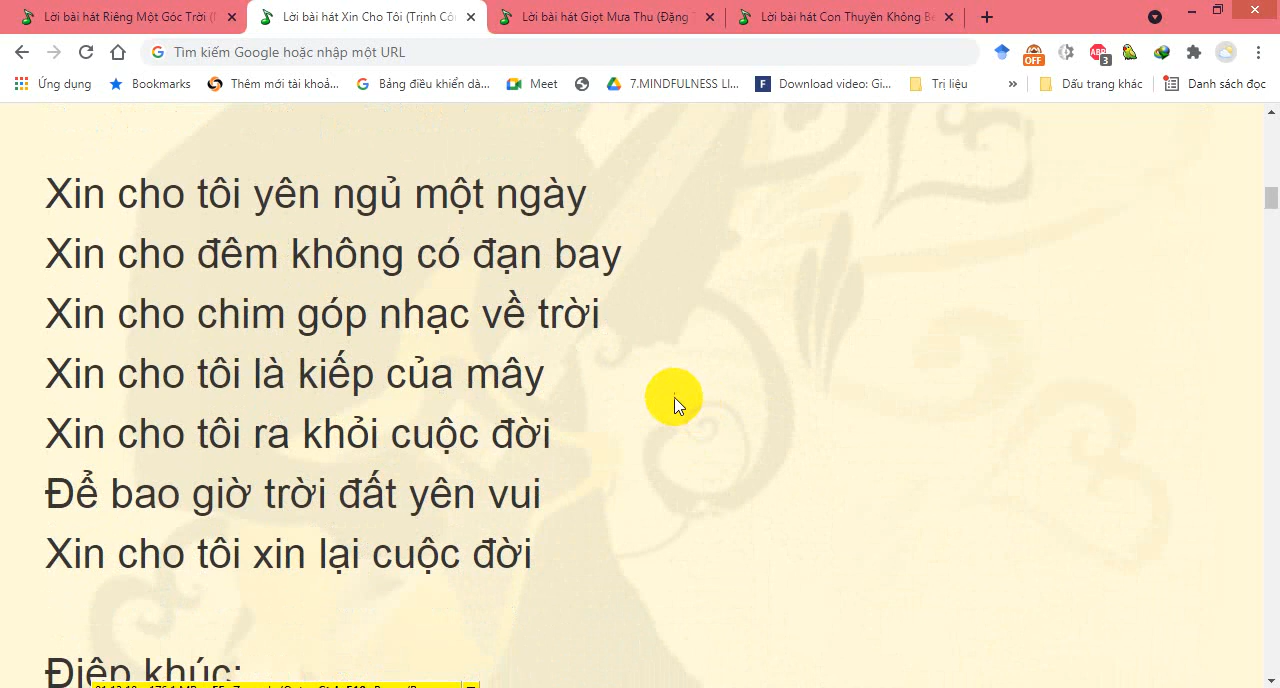 Lời bài hát Riêng Một Góc Trời
Lời bài hát Xin Cho Tôi (Trịnh Cô
Lời bài hát Giọt Mưa Thu (Đặng
Lời bài hát Con Thuyền Không B
Tìm kiếm Google hoặc nhập một URL
OFF
ABP
3
Ứng dụng
Bookmarks
Thêm mới tài khoả...
Bảng điều khiển dà...
Meet
7.MINDFULNESS LI...
Download video: Gi...
Trị liệu
»
Dấu trang khác
Danh sách đọc
Xin cho tôi yên ngủ một ngày
Xin cho đêm không có đạn bay
Xin cho chim góp nhạc về trời
Xin cho tôi là kiếp của mây
Xin cho tôi ra khỏi cuộc đời
Để bao giờ trời đất yên vui
Xin cho tôi xin lại cuộc đời
Điệp khúc: